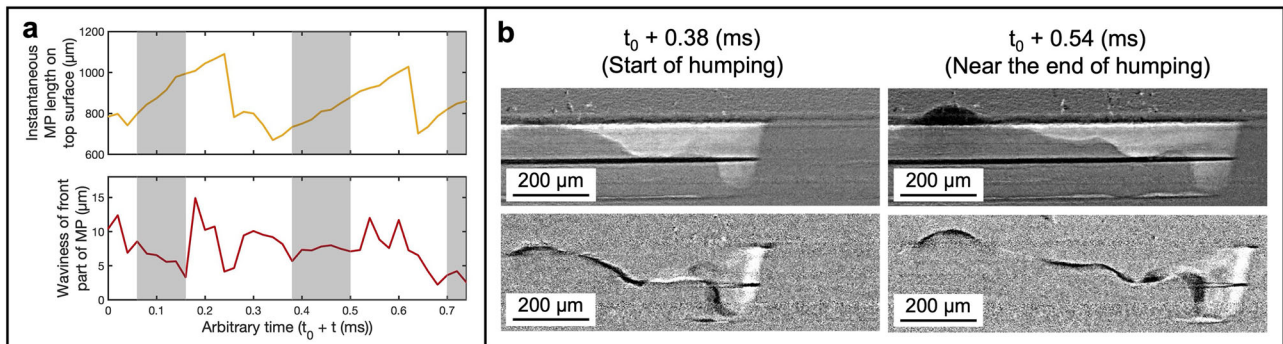 a
Instantaneous
MP length on
top surface (μm)
1200
1000
800
600
Waviness of front
part of MP (μm)
15
10
5
0
0 0.1 0.2 0.3 0.4 0.5 0.6 0.7
Arbitrary time (t₀ + t (ms))
b
t₀ + 0.38 (ms)
(Start of humping)
t₀ + 0.54 (ms)
(Near the end of humping)
200 μm
200 μm
200 μm
200 μm